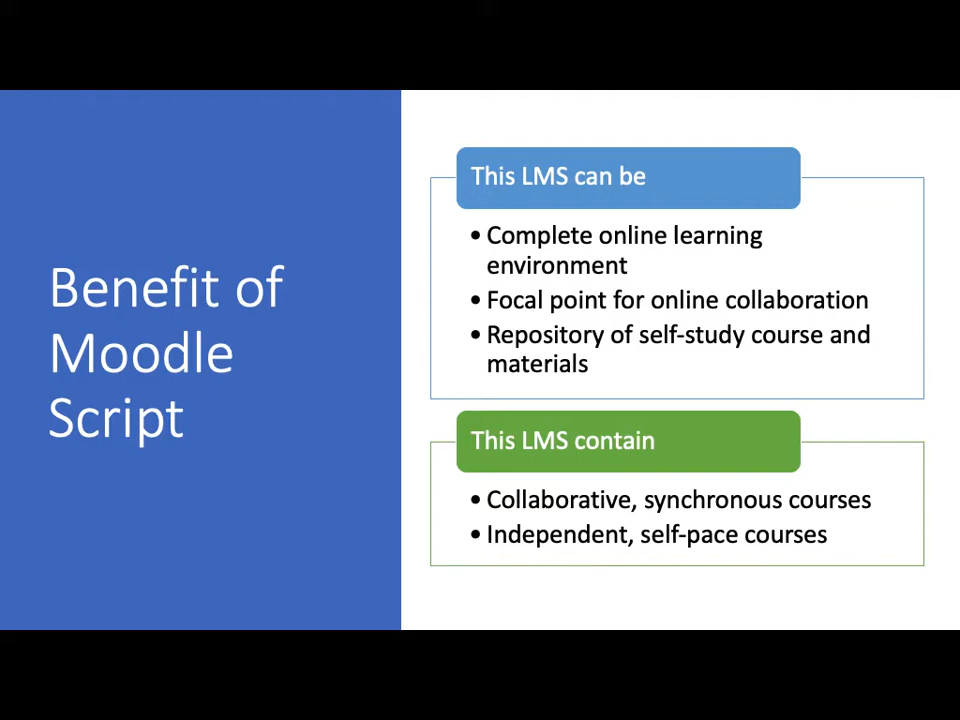 Benefit of
Moodle
Script
This LMS can be
• Complete online learning
environment
• Focal point for online collaboration
• Repository of self-study course and
materials
This LMS contain
• Collaborative, synchronous courses
• Independent, self-pace courses